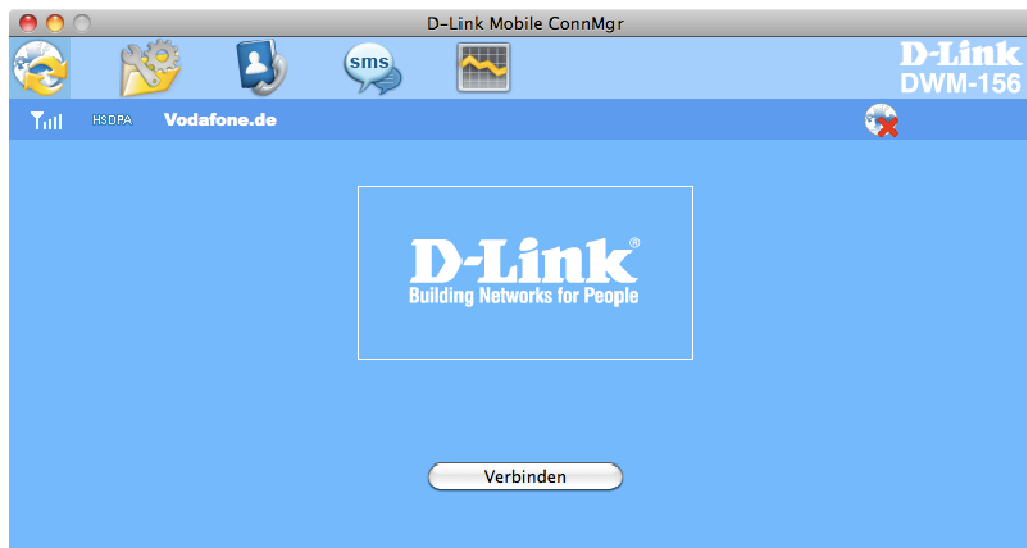 D-Link Mobile ConnMgr
sms
D-Link
DWM-156
HSDPA
Vodafone.de
D-Link®
Building Networks for People
Verbinden